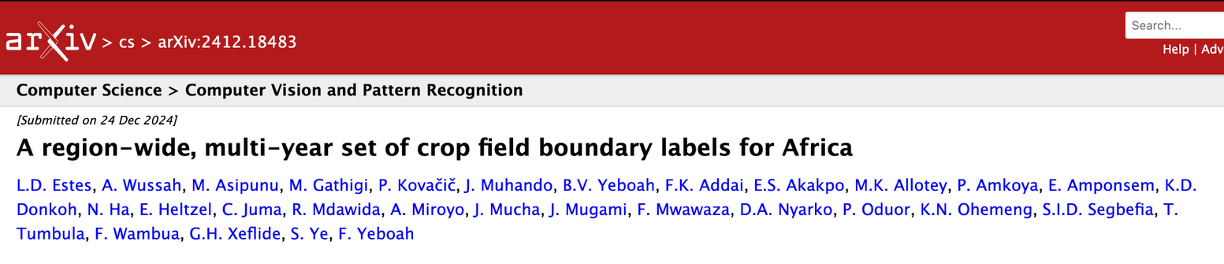 arXiv > cs > arXiv:2412.18483
Search...
Help | Adv
Computer Science > Computer Vision and Pattern Recognition
[Submitted on 24 Dec 2024]
A region-wide, multi-year set of crop field boundary labels for Africa
L.D. Estes, A. Wussah, M. Asipunu, M. Gathigi, P. Kovačič, J. Muhando, B.V. Yeboah, F.K. Addai, E.S. Akakpo, M.K. Allotey, P. Amkoya, E. Amponsem, K.D.
Donkoh, N. Ha, E. Heltzel, C. Juma, R. Mdawida, A. Miroyo, J. Mucha, J. Mugami, F. Mwawaza, D.A. Nyarko, P. Oduor, K.N. Ohemeng, S.I.D. Segbefia, T.
Tumbula, F. Wambua, G.H. Xeflide, S. Ye, F. Yeboah